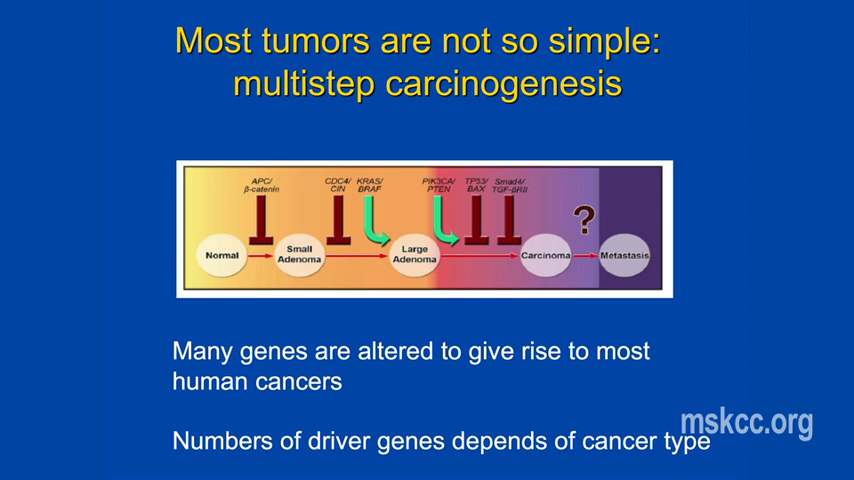 Most tumors are not so simple:
multistep carcinogenesis
APC/
β-catenin
CDC4/
CIN
KRAS/
BRAF
PIK3CA/
PTEN
TP53/
BAX
Smad4/
TGF-βRII
?
Normal
Small
Adenoma
Large
Adenoma
Carcinoma
Metastasis
Many genes are altered to give rise to most
human cancers
mskcc.org
Numbers of driver genes depends of cancer type